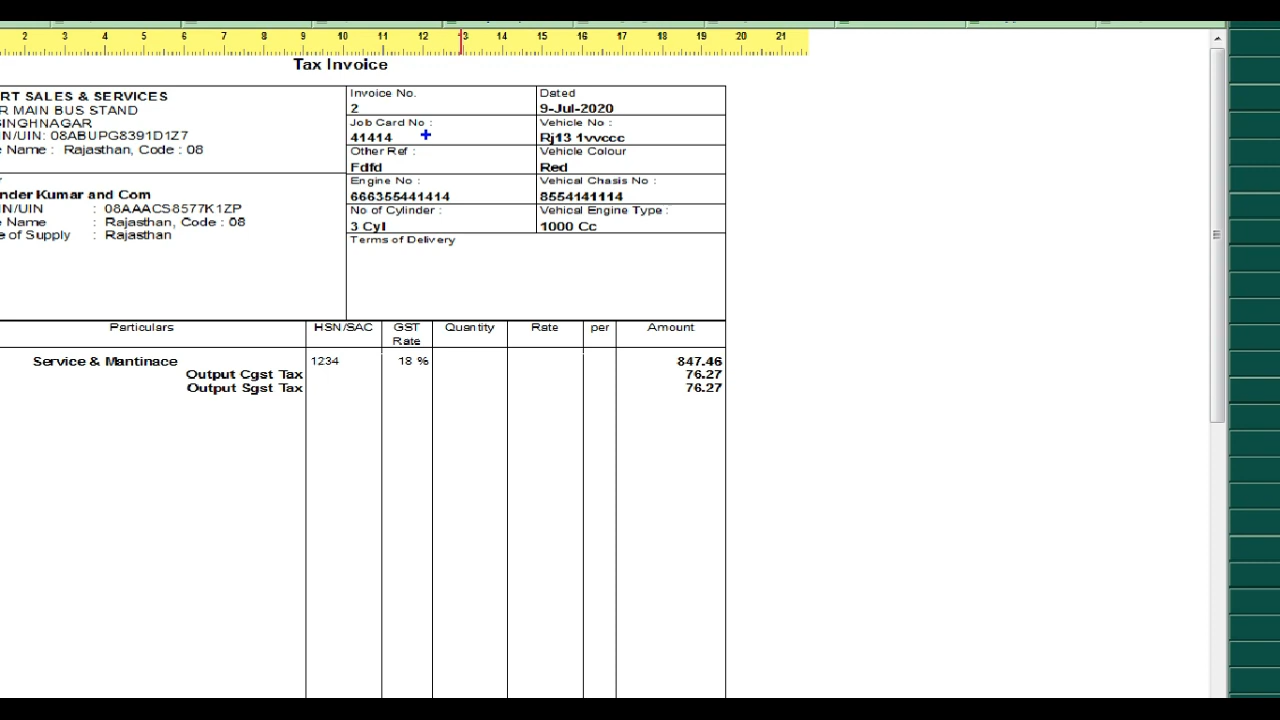 2 3 4 5 6 7 8 9 10 11 12 13 14 15 16 17 18 19 20 21
Tax Invoice
RT SALES & SERVICES
R MAIN BUS STAND
SINGHNAGAR
IN/UIN: 08ABUPG8391D1Z7
e Name : Rajasthan, Code : 08
Invoice No.
2
Dated
9-Jul-2020
Job Card No :
41414
Vehicle No :
Rj13 1vvccc
Other Ref :
Fdfd
Vehicle Colour
Red
Engine No :
666355441414
Vehical Chasis No :
8554141114
No of Cylinder :
3 Cyl
Vehical Engine Type :
1000 Cc
Terms of Delivery
nder Kumar and Com
IN/UIN : 08AAACS8577K1ZP
e Name : Rajasthan, Code : 08
e of Supply : Rajasthan
Particulars HSN/SAC GST Rate Quantity Rate per Amount
Service & Mantinace 1234 18 % 847.46
Output Cgst Tax 76.27
Output Sgst Tax 76.27